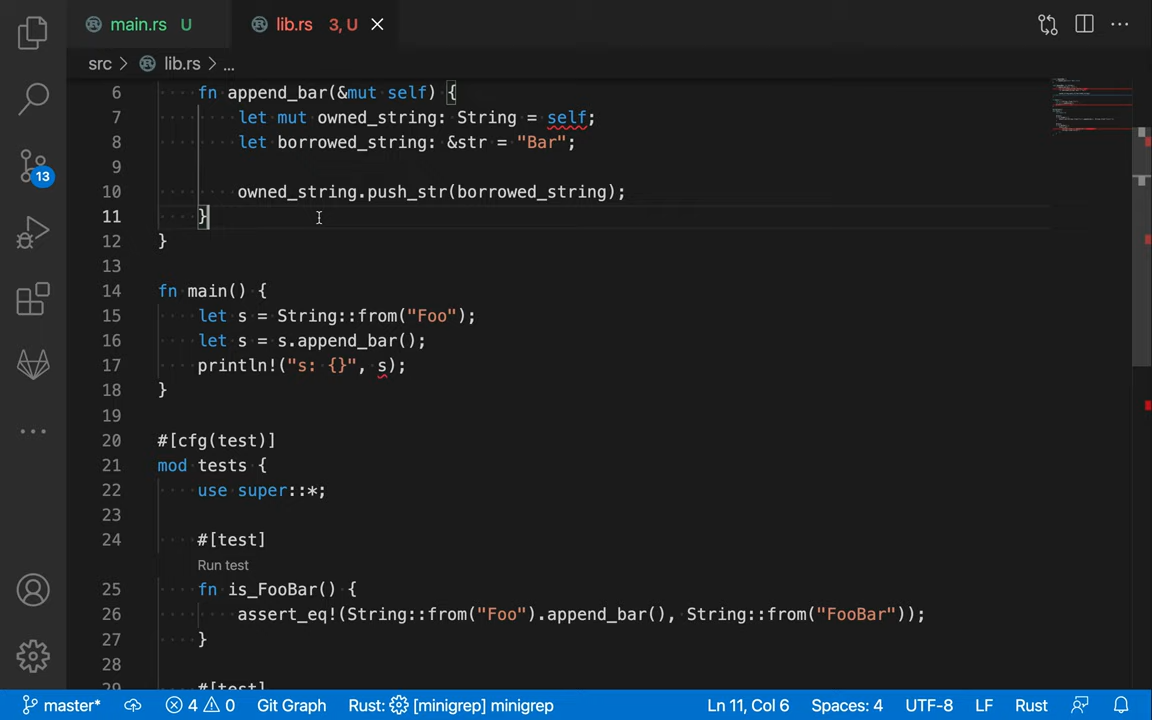 main.rs U lib.rs 3, U
src > lib.rs > ...
6 fn append_bar(&mut self) {
7 let mut owned_string: String = self;
8 let borrowed_string: &str = "Bar";
9
10 owned_string.push_str(borrowed_string);
11 }
12 }
13
14 fn main() {
15 let s = String::from("Foo");
16 let s = s.append_bar();
17 println!("s: {}", s);
18 }
19
20 #[cfg(test)]
21 mod tests {
22 use super::*;
23
24 #[test]
Run test
25 fn is_FooBar() {
26 assert_eq!(String::from("Foo").append_bar(), String::from("FooBar"));
27 }
28
29 #[test]
13
master* 4 0 Git Graph Rust: [minigrep] minigrep Ln 11, Col 6 Spaces: 4 UTF-8 LF Rust